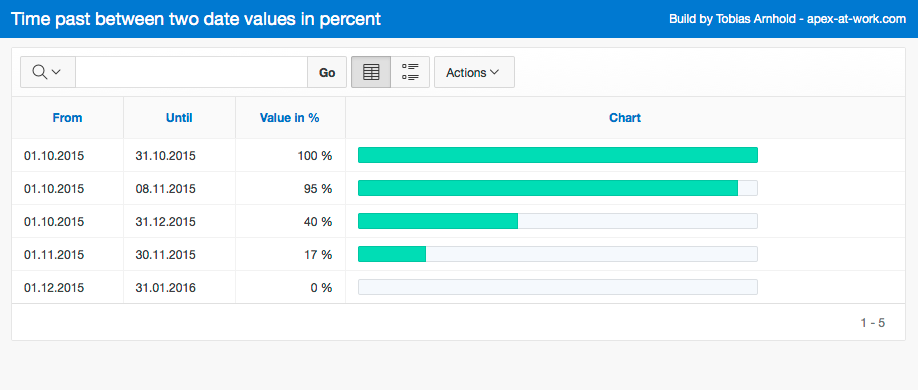 Time past between two date values in percent
Build by Tobias Arnhold - apex-at-work.com
Go
Actions
From Until Value in % Chart
01.10.2015 31.10.2015 100 %
01.10.2015 08.11.2015 95 %
01.10.2015 31.12.2015 40 %
01.11.2015 30.11.2015 17 %
01.12.2015 31.01.2016 0 %
1 - 5